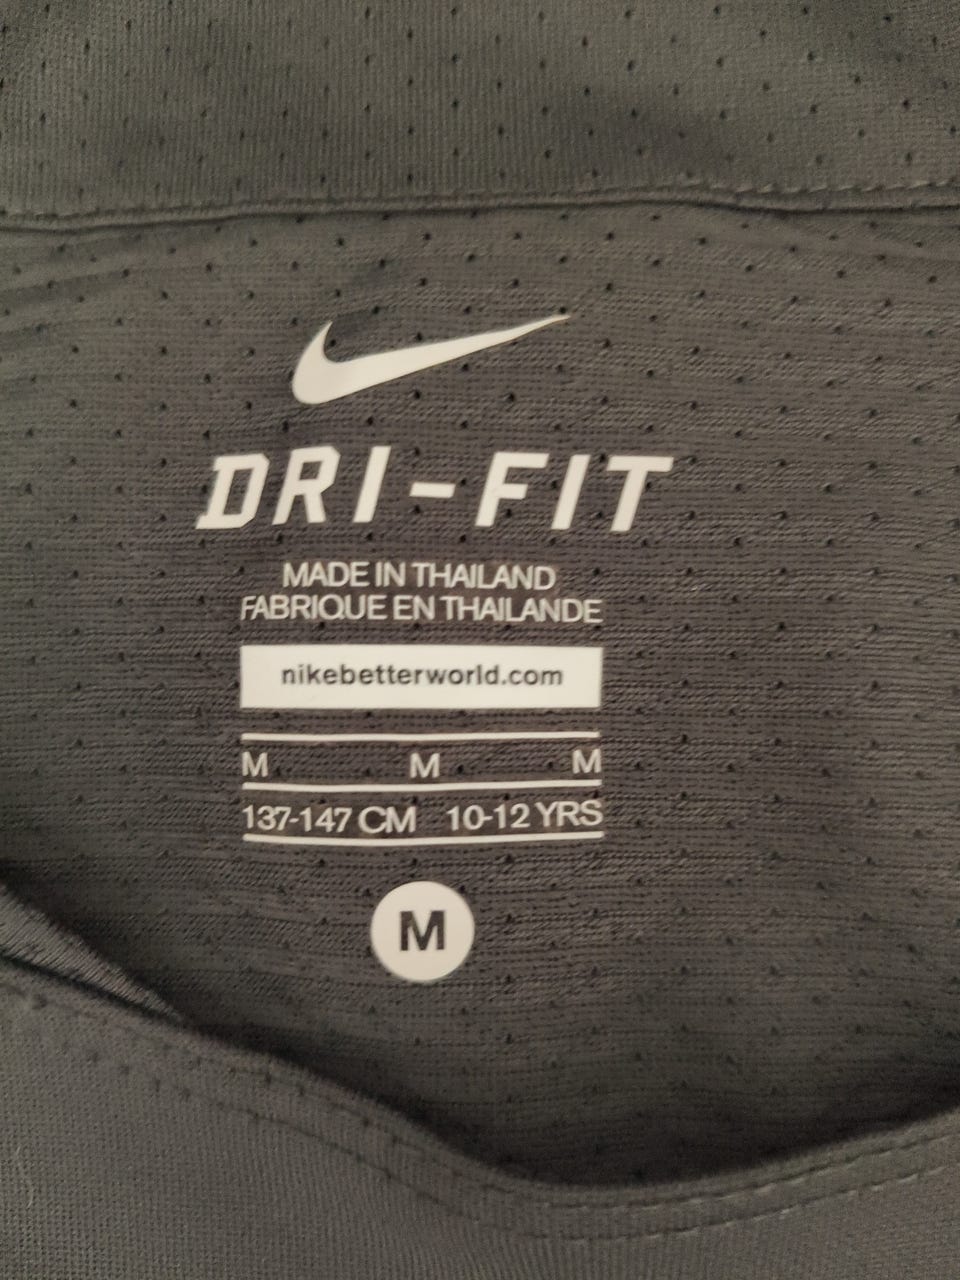 DRI-FIT
MADE IN THAILAND
FABRIQUE EN THAILANDE
nikebetterworld.com
M M M
137-147 CM 10-12 YRS
M